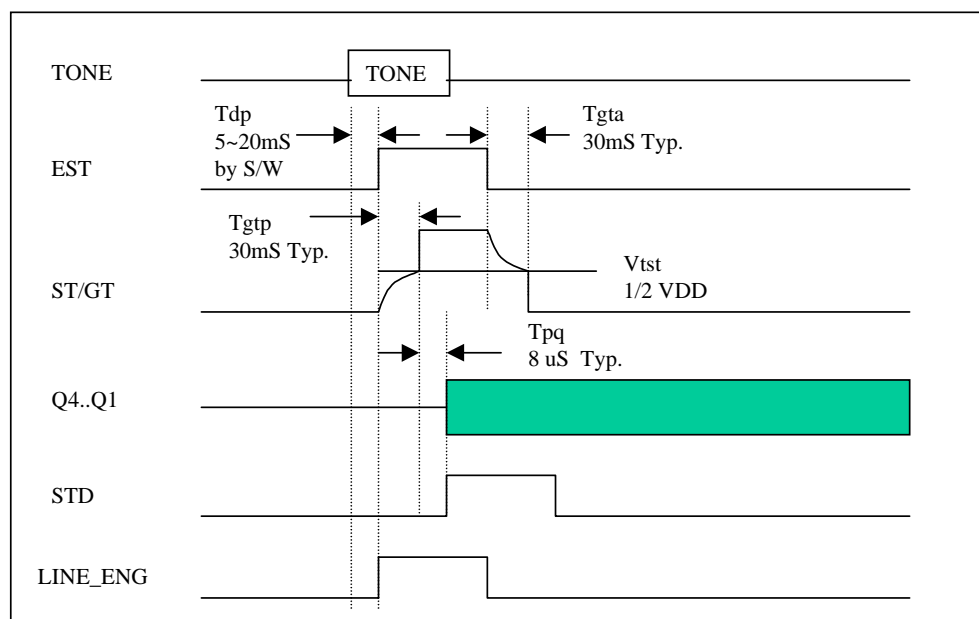 TONE
TONE
Tdp
5~20mS
by S/W
Tgta
30mS Typ.
EST
Tgtp
30mS Typ.
ST/GT
Vtst
1/2 VDD
Tpq
8 uS Typ.
Q4..Q1
STD
LINE_ENG